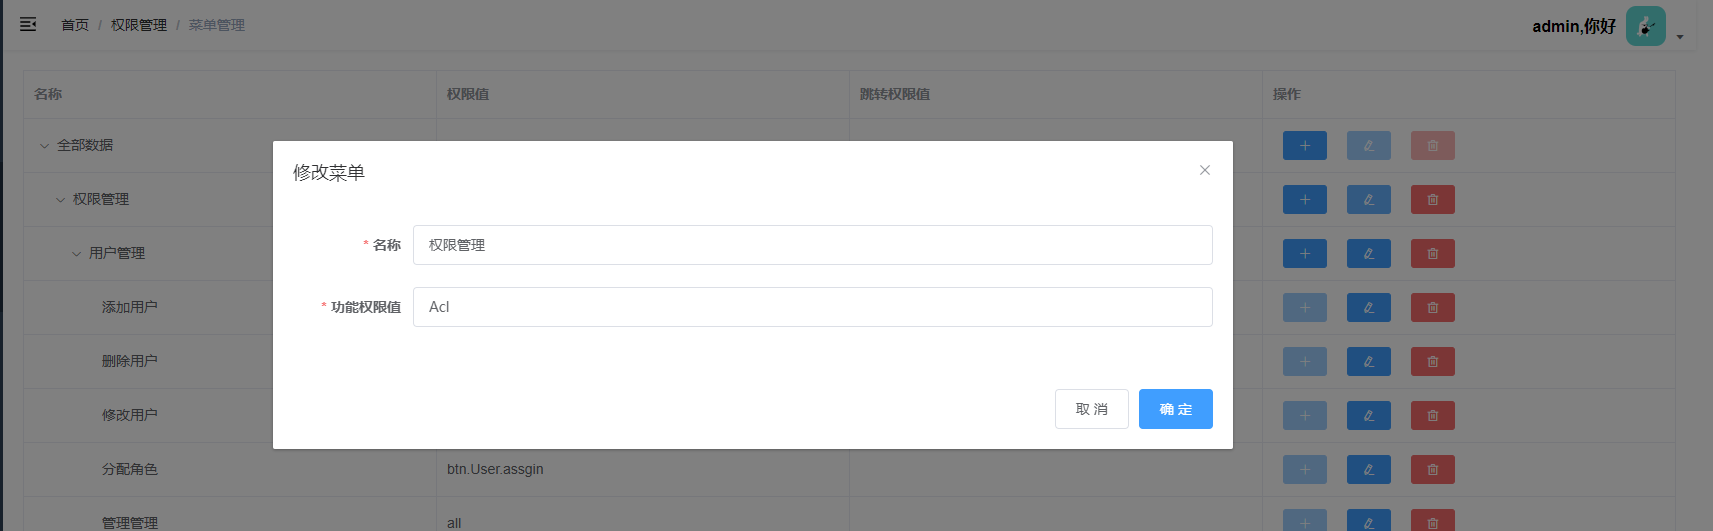 首页 / 权限管理 / 菜单管理
admin,你好
名称 权限值 跳转权限值 操作
全部数据
修改菜单
权限管理
* 名称 权限管理
用户管理
添加用户
* 功能权限值 Acl
删除用户
修改用户
取 消 确 定
分配角色 btn.User.assgin
管理管理 all